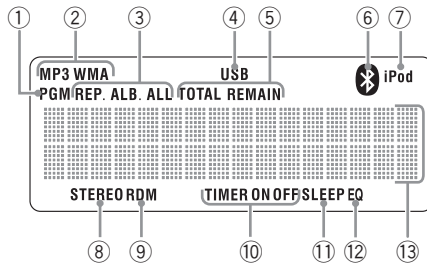 ① ② ③ ④ ⑤ ⑥ ⑦
MP3 WMA USB iPod
PGM REP. ALB. ALL TOTAL REMAIN
STEREO RDM TIMER ON OFF SLEEP EQ
⑧ ⑨ ⑩ ⑪ ⑫ ⑬